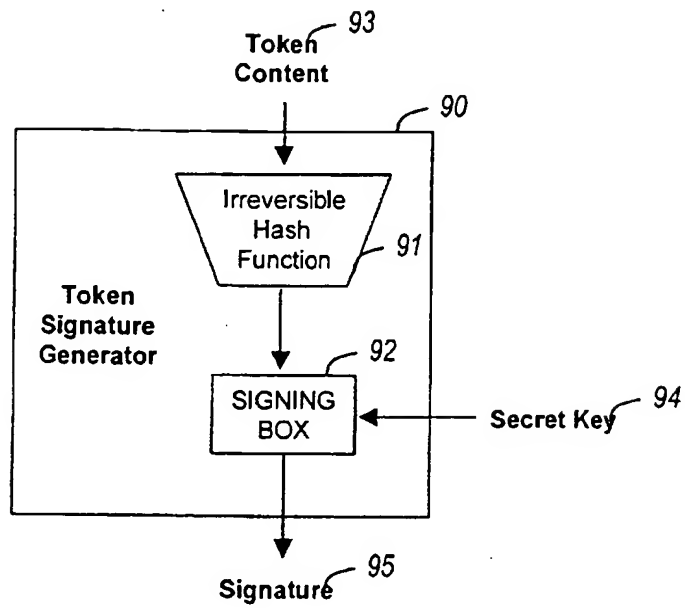 Token 93
Content
90
Irreversible
Hash
Function 91
Token
Signature
Generator
92
SIGNING
BOX
Secret Key 94
Signature 95